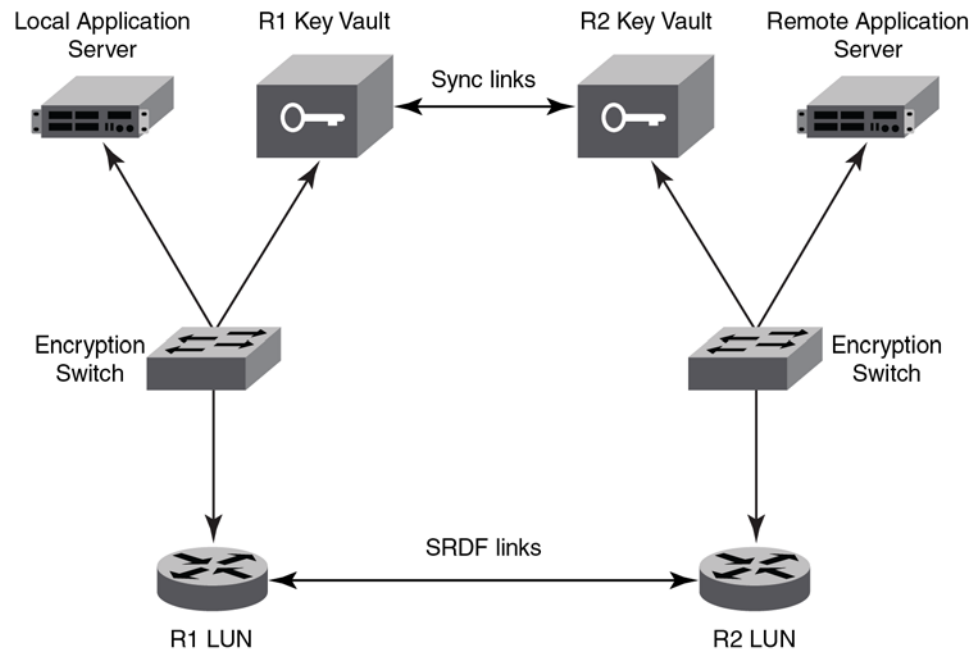 Local Application
Server
R1 Key Vault
R2 Key Vault
Remote Application
Server
Sync links
Encryption
Switch
Encryption
Switch
SRDF links
R1 LUN
R2 LUN